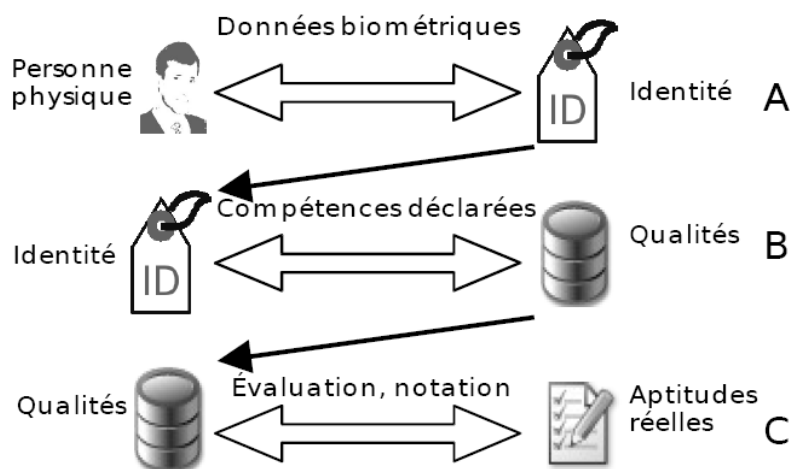 Données biométriques
Personne
physique
ID
Identité
A
Compétences déclarées
Identité
ID
Qualités
B
Évaluation, notation
Qualités
Aptitudes
réelles
C